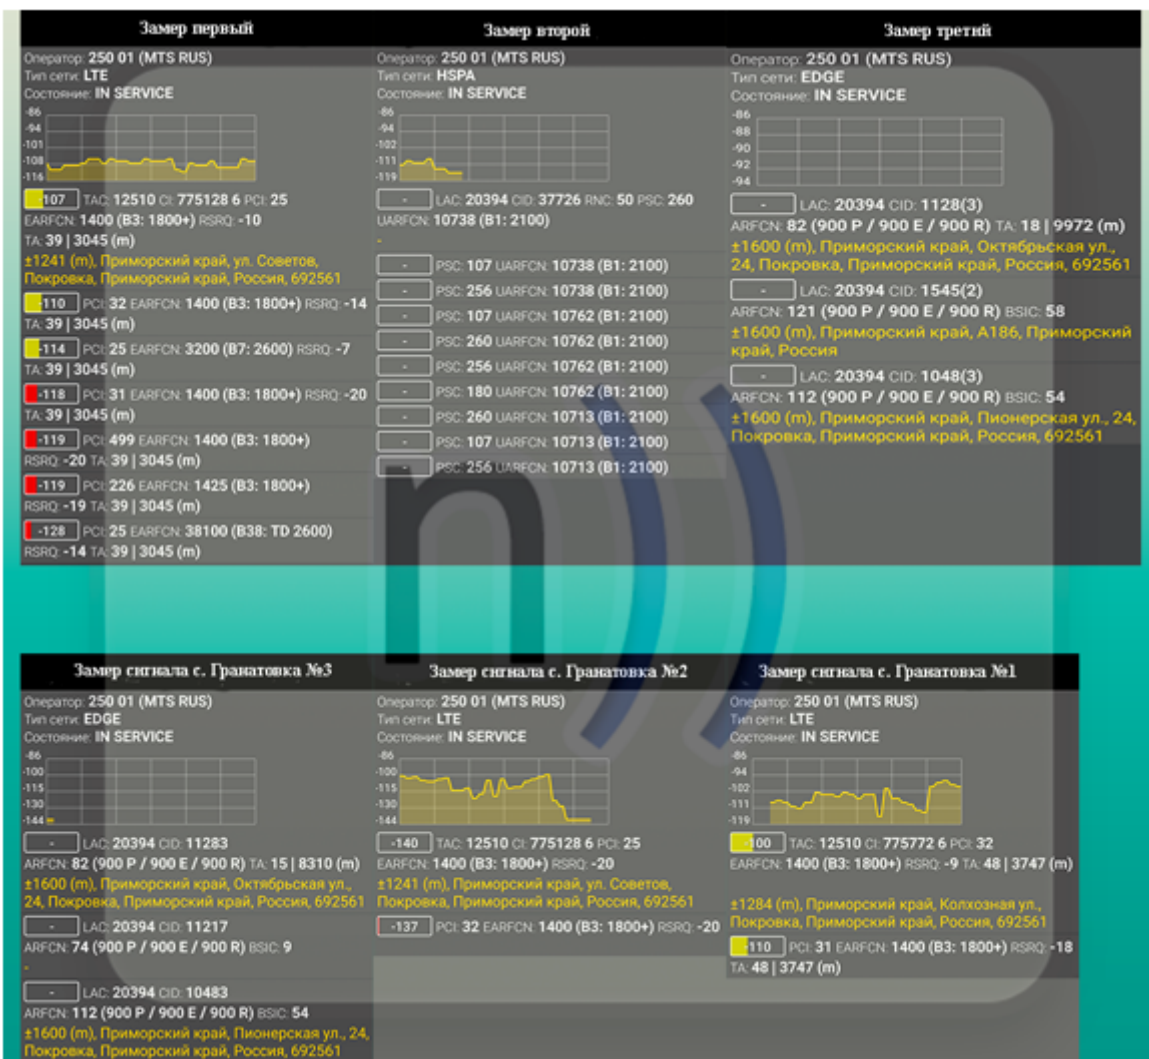 Замер первый
Оператор: 250 01 (MTS RUS)
Тип сети: LTE
Состояние: IN SERVICE
-86
-94
-101
-108
-116
-107 TAC: 12510 CI: 775128 6 PCI: 25
EARFCN: 1400 (B3: 1800+) RSRQ: -10
TA: 39 | 3045 (m)
±1241 (m), Приморский край, ул. Советов,
Покровка, Приморский край, Россия, 692561
-110 PCI: 32 EARFCN: 1400 (B3: 1800+) RSRQ: -14
TA: 39 | 3045 (m)
-114 PCI: 25 EARFCN: 3200 (B7: 2600) RSRQ: -7
TA: 39 | 3045 (m)
-118 PCI: 31 EARFCN: 1400 (B3: 1800+) RSRQ: -20
TA: 39 | 3045 (m)
-119 PCI: 499 EARFCN: 1400 (B3: 1800+)
RSRQ: -20 TA: 39 | 3045 (m)
-119 PCI: 226 EARFCN: 1425 (B3: 1800+)
RSRQ: -19 TA: 39 | 3045 (m)
-128 PCI: 25 EARFCN: 38100 (B38: TD 2600)
RSRQ: -14 TA: 39 | 3045 (m)
Замер второй
Оператор: 250 01 (MTS RUS)
Тип сети: HSPA
Состояние: IN SERVICE
-86
-94
-102
-111
-119
- LAC: 20394 CID: 37726 RNC: 50 PSC: 260
UARFCN: 10738 (B1: 2100)
-
- PSC: 107 UARFCN: 10738 (B1: 2100)
- PSC: 256 UARFCN: 10738 (B1: 2100)
- PSC: 107 UARFCN: 10762 (B1: 2100)
- PSC: 260 UARFCN: 10762 (B1: 2100)
- PSC: 256 UARFCN: 10762 (B1: 2100)
- PSC: 180 UARFCN: 10762 (B1: 2100)
- PSC: 260 UARFCN: 10713 (B1: 2100)
- PSC: 107 UARFCN: 10713 (B1: 2100)
- PSC: 256 UARFCN: 10713 (B1: 2100)
Замер третий
Оператор: 250 01 (MTS RUS)
Тип сети: EDGE
Состояние: IN SERVICE
-86
-88
-90
-92
-94
- LAC: 20394 CID: 1128(3)
ARFCN: 82 (900 P / 900 E / 900 R) TA: 18 | 9972 (m)
±1600 (m), Приморский край, Октябрьская ул.,
24, Покровка, Приморский край, Россия, 692561
- LAC: 20394 CID: 1545(2)
ARFCN: 121 (900 P / 900 E / 900 R) BSIC: 58
±1600 (m), Приморский край, А186, Приморский
край, Россия
- LAC: 20394 CID: 1048(3)
ARFCN: 112 (900 P / 900 E / 900 R) BSIC: 54
±1600 (m), Приморский край, Пионерская ул., 24,
Покровка, Приморский край, Россия, 692561
n
Замер сигнала с. Гранатовка №3
Оператор: 250 01 (MTS RUS)
Тип сети: EDGE
Состояние: IN SERVICE
-86
-100
-115
-130
-144
- LAC: 20394 CID: 11283
ARFCN: 82 (900 P / 900 E / 900 R) TA: 15 | 8310 (m)
±1600 (m), Приморский край, Октябрьская ул.,
24, Покровка, Приморский край, Россия, 692561
- LAC: 20394 CID: 11217
ARFCN: 74 (900 P / 900 E / 900 R) BSIC: 9
-
- LAC: 20394 CID: 10483
ARFCN: 112 (900 P / 900 E / 900 R) BSIC: 54
±1600 (m), Приморский край, Пионерская ул., 24,
Покровка, Приморский край, Россия, 692561
Замер сигнала с. Гранатовка №2
Оператор: 250 01 (MTS RUS)
Тип сети: LTE
Состояние: IN SERVICE
-86
-100
-115
-130
-144
-140 TAC: 12510 CI: 775128 6 PCI: 25
EARFCN: 1400 (B3: 1800+) RSRQ: -20
±1241 (m), Приморский край, ул. Советов,
Покровка, Приморский край, Россия, 692561
-137 PCI: 32 EARFCN: 1400 (B3: 1800+) RSRQ: -20
Замер сигнала с. Гранатовка №1
Оператор: 250 01 (MTS RUS)
Тип сети: LTE
Состояние: IN SERVICE
-86
-94
-102
-111
-119
-100 TAC: 12510 CI: 775772 6 PCI: 32
EARFCN: 1400 (B3: 1800+) RSRQ: -9 TA: 48 | 3747 (m)
±1284 (m), Приморский край, Колхозная ул.,
Покровка, Приморский край, Россия, 692561
-110 PCI: 31 EARFCN: 1400 (B3: 1800+) RSRQ: -18
TA: 48 | 3747 (m)